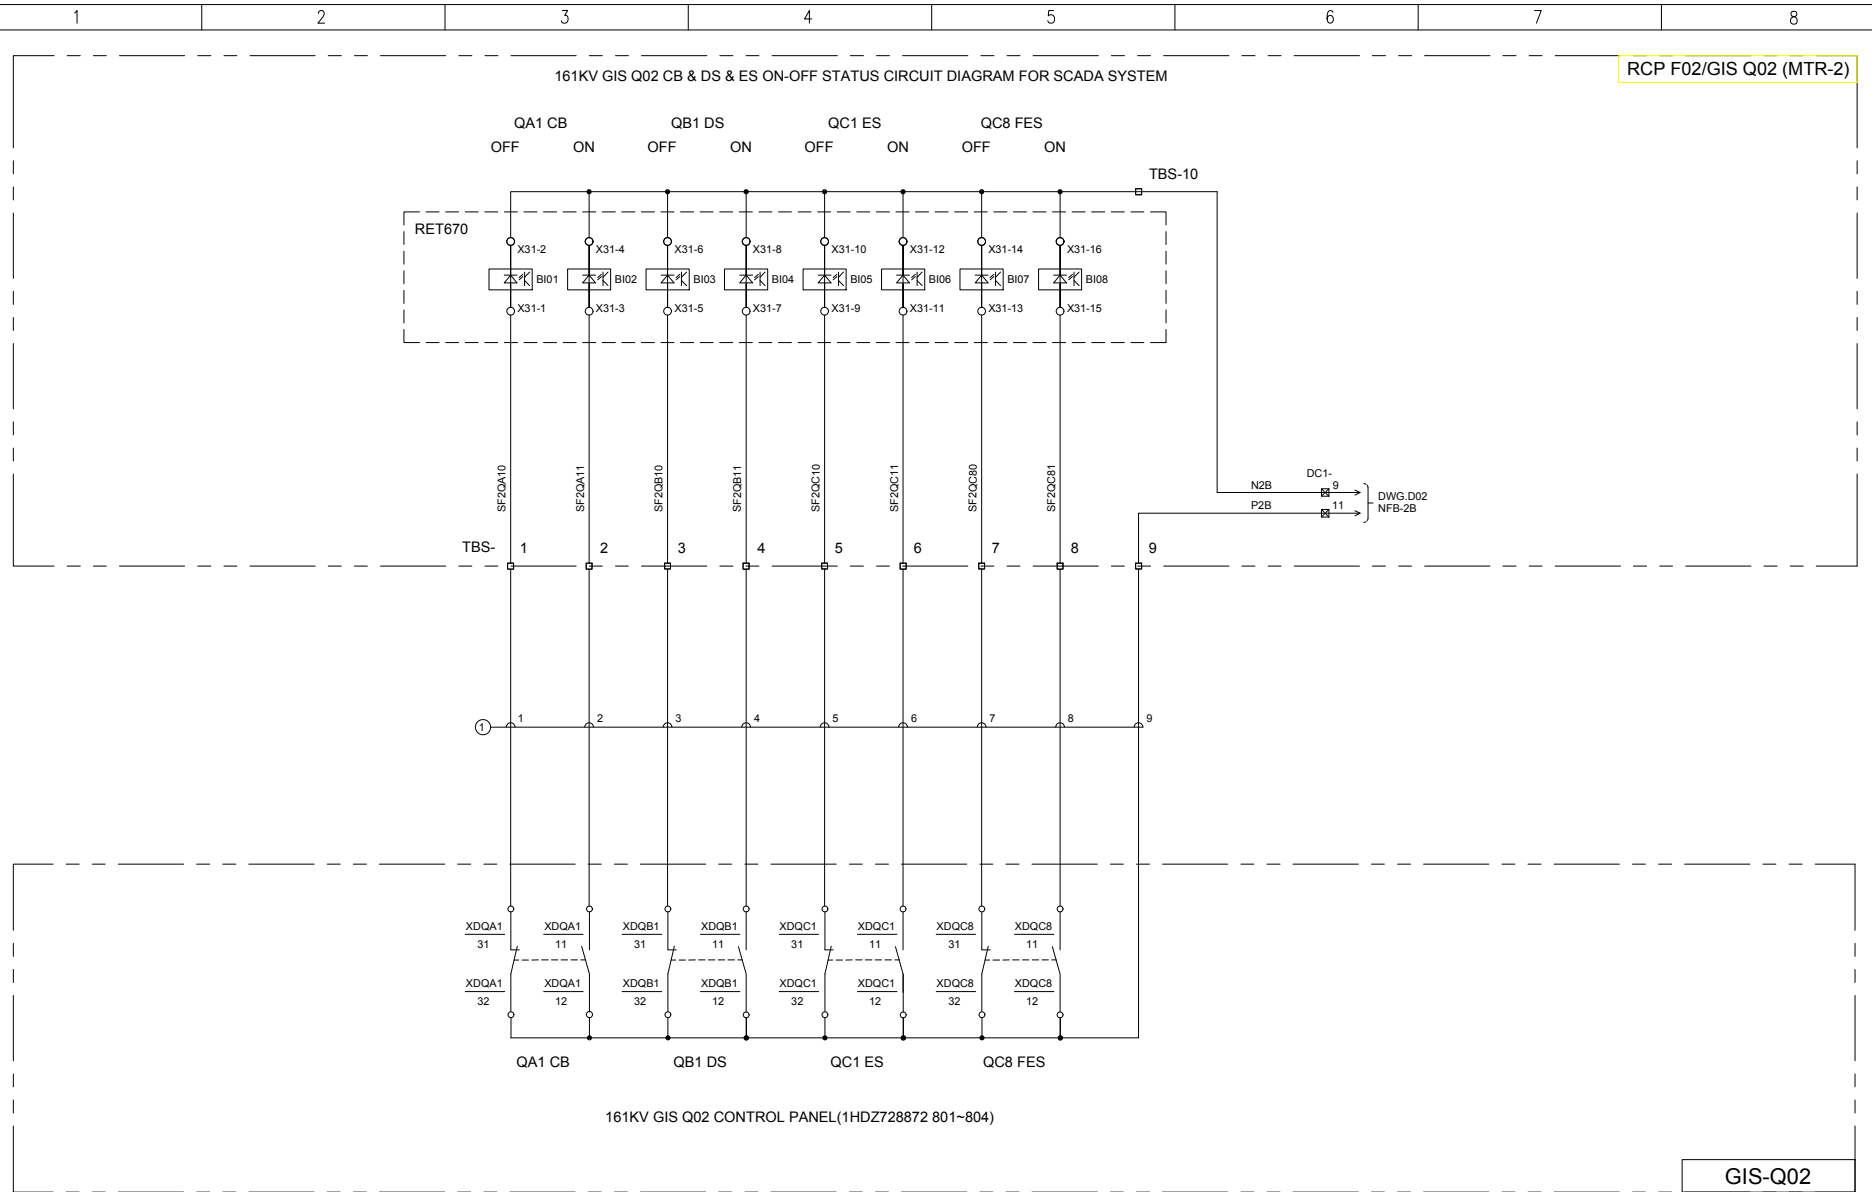 1 2 3 4 5 6 7 8
161KV GIS Q02 CB & DS & ES ON-OFF STATUS CIRCUIT DIAGRAM FOR SCADA SYSTEM
RCP F02/GIS Q02 (MTR-2)
QA1 CB QB1 DS QC1 ES QC8 FES
OFF ON OFF ON OFF ON OFF ON
TBS-10
RET670
X31-2 X31-4 X31-6 X31-8 X31-10 X31-12 X31-14 X31-16
BI01 BI02 BI03 BI04 BI05 BI06 BI07 BI08
X31-1 X31-3 X31-5 X31-7 X31-9 X31-11 X31-13 X31-15
SF2QA10 SF2QA11 SF2QB10 SF2QB11 SF2QC10 SF2QC11 SF2QC80 SF2QC81
DC1-
N2B 9
P2B 11
DWG.D02
NFB-2B
TBS- 1 2 3 4 5 6 7 8 9
1 1 2 3 4 5 6 7 8 9
XDQA1 XDQA1 XDQB1 XDQB1 XDQC1 XDQC1 XDQC8 XDQC8
31 11 31 11 31 11 31 11
XDQA1 XDQA1 XDQB1 XDQB1 XDQC1 XDQC1 XDQC8 XDQC8
32 12 32 12 32 12 32 12
QA1 CB QB1 DS QC1 ES QC8 FES
161KV GIS Q02 CONTROL PANEL(1HDZ728872 801~804)
GIS-Q02